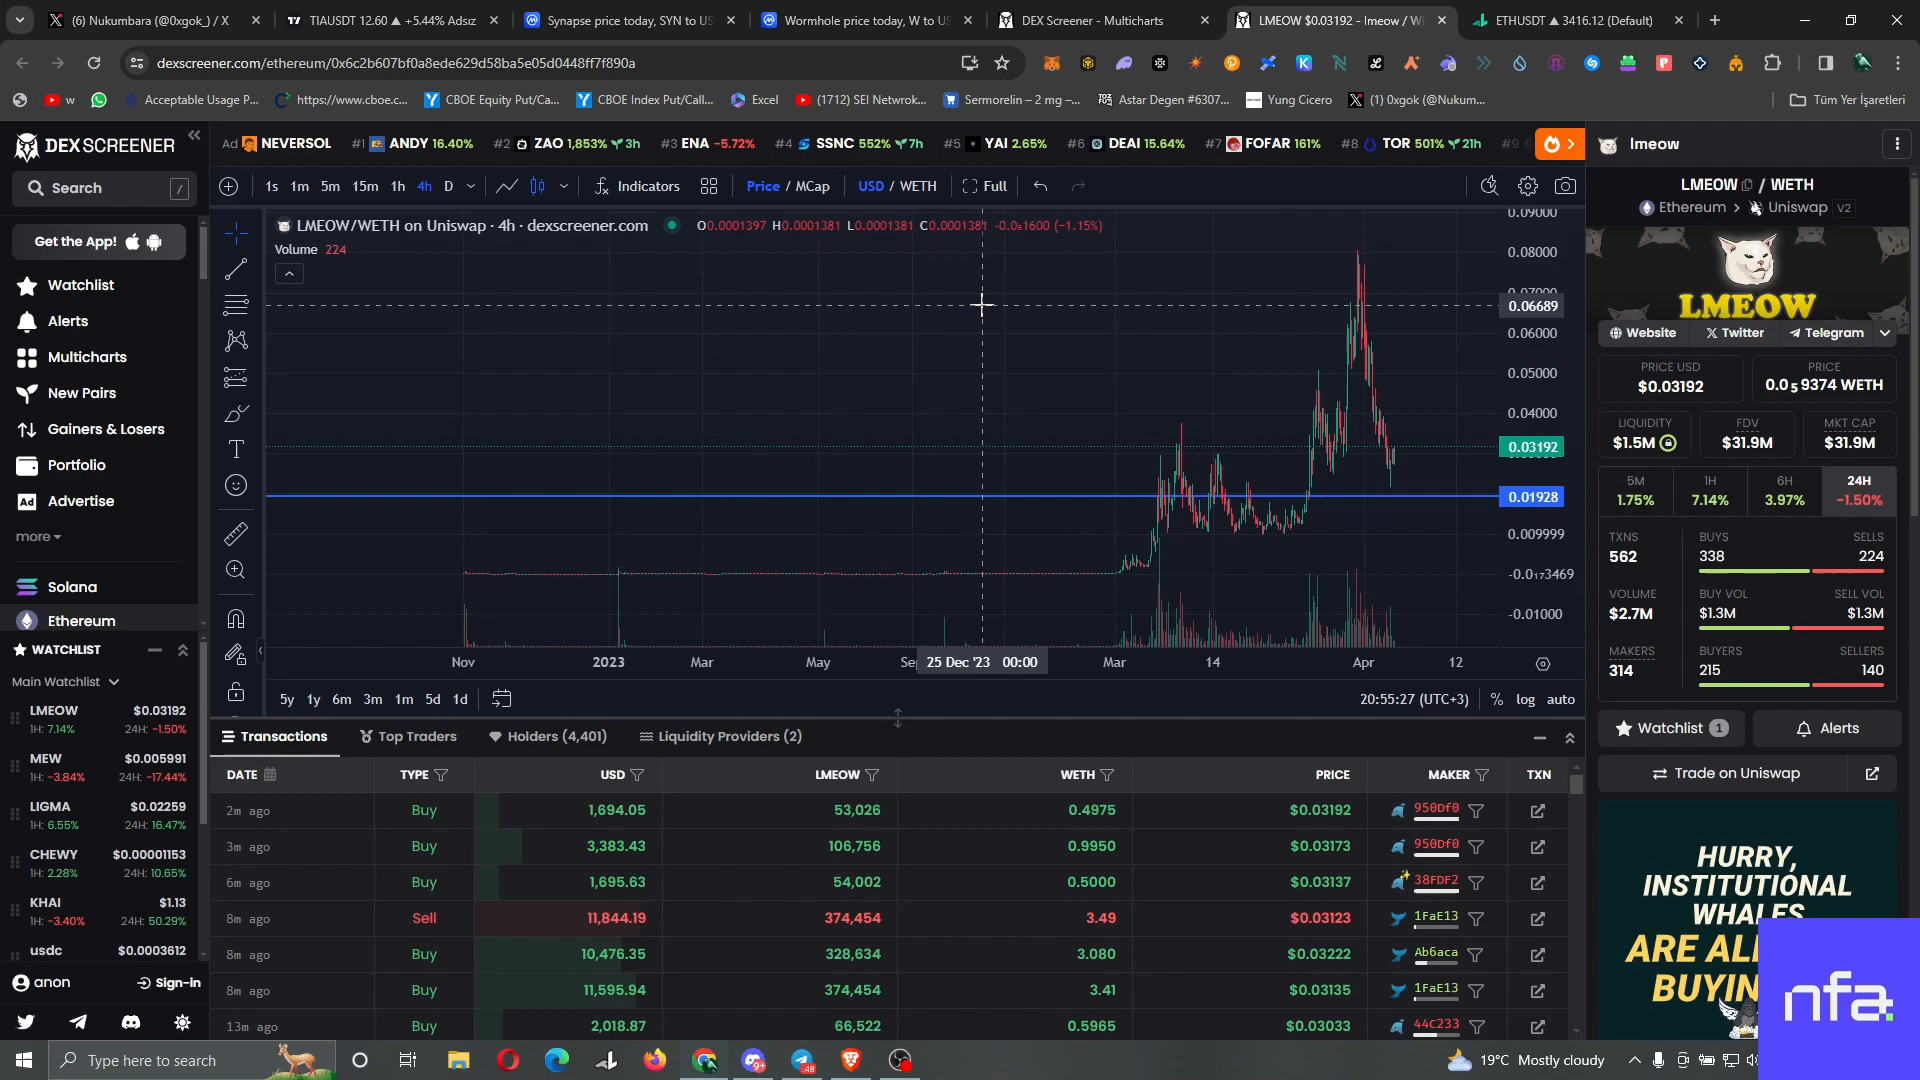 (6) Nukumbara (@0xgok_) / X
TIAUSDT 12.60 ▲ +5.44% Adsız
Synapse price today, SYN to US
Wormhole price today, W to US
DEX Screener - Multicharts
LMEOW $0.03192 - lmeow / WE
ETHUSDT ▲ 3416.12 (Default)
dexscreener.com/ethereum/0x6c2b607bf0a8ede629d58ba5e05d0448ff7f890a
w
Acceptable Usage P...
https://www.cboe.c...
CBOE Equity Put/Ca...
CBOE Index Put/Call...
Excel
(1712) SEI Netwrok...
Sermorelin – 2 mg –...
Astar Degen #6307...
Yung Cicero
(1) 0xgok (@Nukum...
Tüm Yer İşaretleri
DEX SCREENER
Ad NEVERSOL #1 ANDY 16.40% #2 ZAO 1,853% 3h #3 ENA -5.72% #4 SSNC 552% 7h #5 YAI 2.65% #6 DEAI 15.64% #7 FOFAR 161% #8 TOR 501% 21h #9
lmeow
Search /
1s 1m 5m 15m 1h 4h D Indicators Price / MCap USD / WETH Full
LMEOW / WETH
Ethereum > Uniswap V2
Get the App!
Watchlist
Alerts
Multicharts
New Pairs
Gainers & Losers
Portfolio
Ad Advertise
more
Solana
Ethereum
WATCHLIST
Main Watchlist
LMEOW $0.03192
1H: 7.14% 24H: -1.50%
MEW $0.005991
1H: -3.84% 24H: -17.44%
LIGMA $0.02259
1H: 6.55% 24H: 16.47%
CHEWY $0.00001153
1H: 2.28% 24H: 10.65%
KHAI $1.13
1H: -3.40% 24H: 50.29%
usdc $0.0003612
anon Sign-in
LMEOW/WETH on Uniswap · 4h · dexscreener.com O0.0001397 H0.0001381 L0.0001381 C0.0001381 -0.0₅1600 (-1.15%)
Volume 224
0.09000
0.08000
0.07000
0.06689
0.06000
0.05000
0.04000
0.03192
0.01928
0.009999
-0.0₁₇3469
-0.01000
Nov 2023 Mar May Se 25 Dec '23 00:00 Mar 14 Apr 12
5y 1y 6m 3m 1m 5d 1d 20:55:27 (UTC+3) % log auto
Transactions Top Traders Holders (4,401) Liquidity Providers (2)
DATE TYPE USD LMEOW WETH PRICE MAKER TXN
2m ago Buy 1,694.05 53,026 0.4975 $0.03192 950Df0
3m ago Buy 3,383.43 106,756 0.9950 $0.03173 950Df0
6m ago Buy 1,695.63 54,002 0.5000 $0.03137 38FDF2
8m ago Sell 11,844.19 374,454 3.49 $0.03123 1FaE13
8m ago Buy 10,476.35 328,634 3.080 $0.03222 Ab6aca
8m ago Buy 11,595.94 374,454 3.41 $0.03135 1FaE13
13m ago Buy 2,018.87 66,522 0.5965 $0.03033 44C233
LMEOW
Website Twitter Telegram
PRICE USD
$0.03192
PRICE
0.0₅9374 WETH
LIQUIDITY
$1.5M
FDV
$31.9M
MKT CAP
$31.9M
5M 1H 6H 24H
1.75% 7.14% 3.97% -1.50%
TXNS
562
BUYS SELLS
338 224
VOLUME
$2.7M
BUY VOL SELL VOL
$1.3M $1.3M
MAKERS
314
BUYERS SELLERS
215 140
Watchlist 1
Alerts
Trade on Uniswap
HURRY,
INSTITUTIONAL
WHALES
ARE AL
BUYIN
nfa.
Type here to search
9+
48
19°C Mostly cloudy